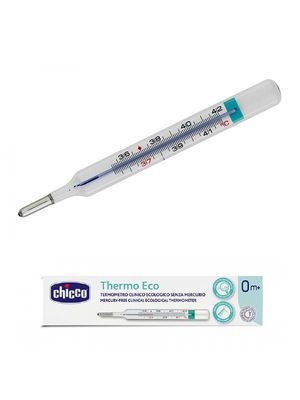 36 38 40 42
°C
37 39 41
chicco
Thermo Eco
TERMOMETRO CLINICO ECOLOGICO SENZA MERCURIO
MERCURY-FREE CLINICAL ECOLOGICAL THERMOMETER
0m+